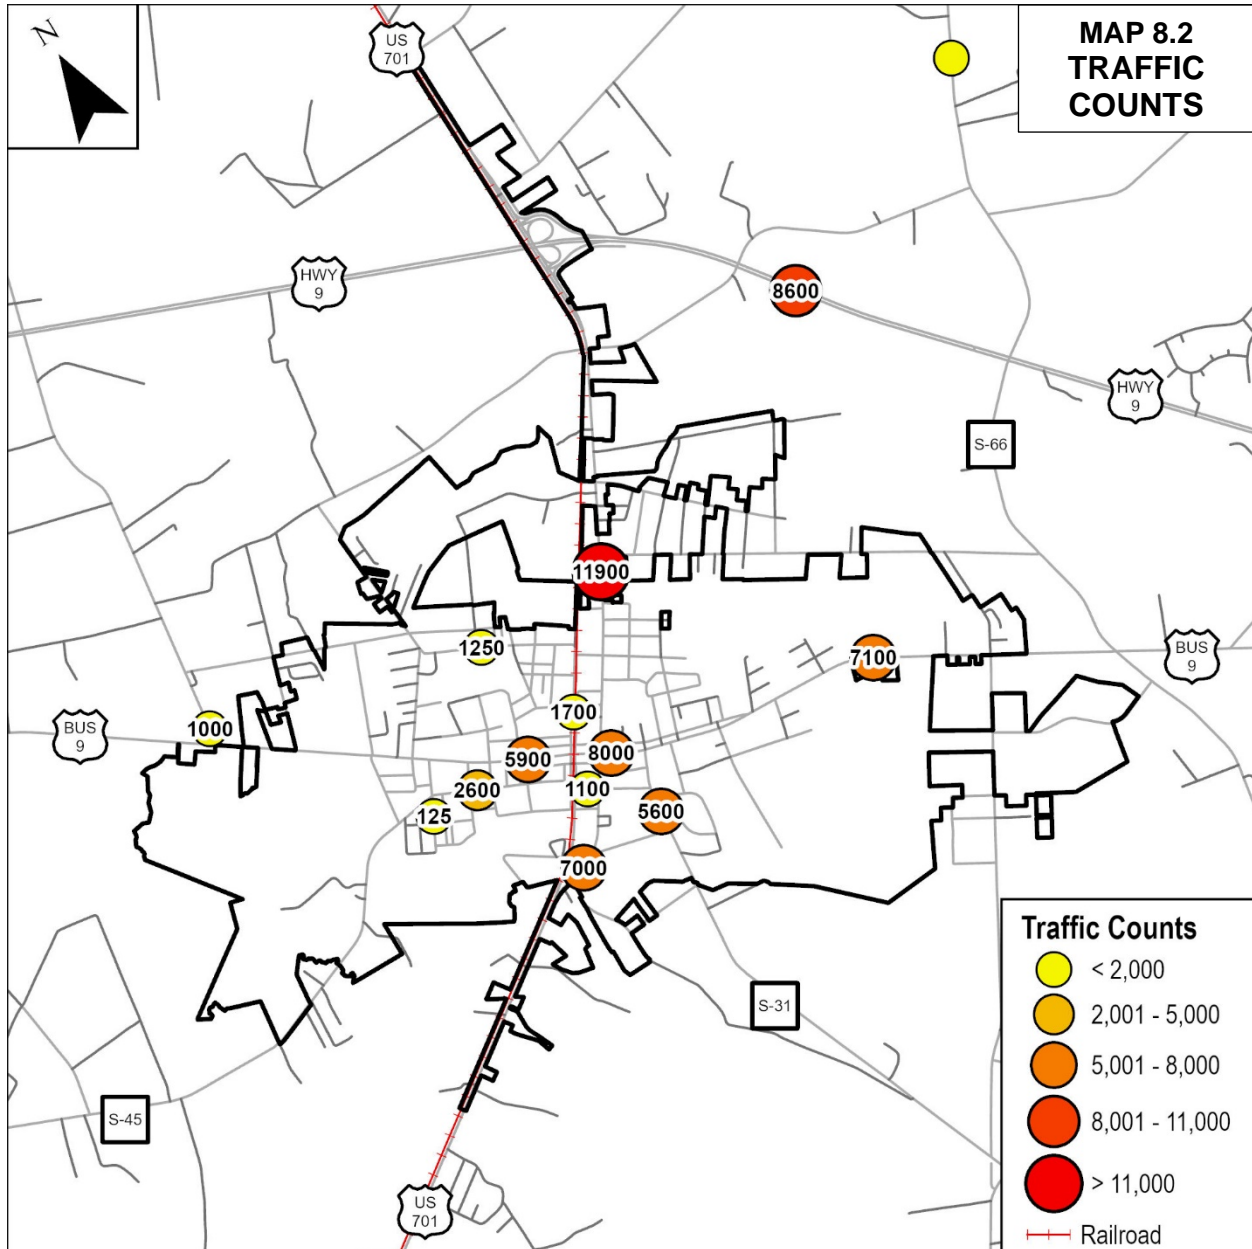 N
US
701
MAP 8.2
TRAFFIC
COUNTS
HWY
9
8600
HWY
9
S-66
11900
1250
7100
BUS
9
1700
1000
BUS
9
5900
8000
2600
1100
125
5600
7000
S-31
S-45
US
701
Traffic Counts
< 2,000
2,001 - 5,000
5,001 - 8,000
8,001 - 11,000
> 11,000
Railroad